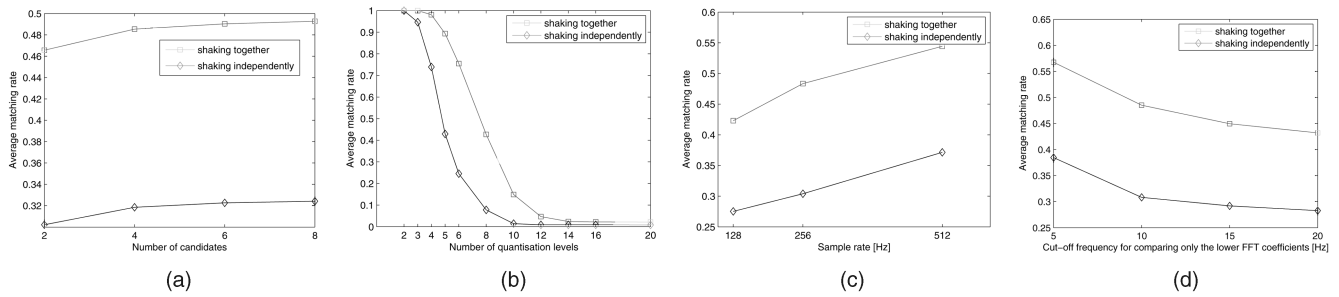 0.5
0.48
0.46
0.44
0.42
0.4
0.38
0.36
0.34
0.32
2 4 6 8
Average matching rate
Number of candidates
shaking together
shaking independently
(a)
1
0.9
0.8
0.7
0.6
0.5
0.4
0.3
0.2
0.1
0
2 3 4 5 6 8 10 12 14 16 20
Average matching rate
Number of quantisation levels
shaking together
shaking independently
(b)
0.6
0.55
0.5
0.45
0.4
0.35
0.3
0.25
128 256 512
Average matching rate
Sample rate [Hz]
shaking together
shaking independently
(c)
0.65
0.6
0.55
0.5
0.45
0.4
0.35
0.3
0.25
5 10 15 20
Average matching rate
Cut-off frequency for comparing only the lower FFT coefficients [Hz]
shaking together
shaking independently
(d)